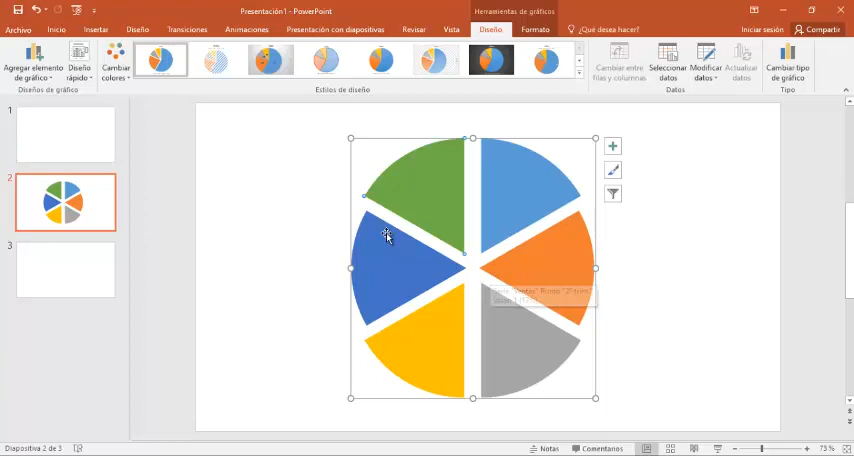 Presentación1 - PowerPoint
Herramientas de gráficos
Archivo Inicio Insertar Diseño Transiciones Animaciones Presentación con diapositivas Revisar Vista Diseño Formato ¿Qué desea hacer? Iniciar sesión Compartir
Agregar elemento de gráfico
Diseño rápido
Cambiar colores
Cambiar entre filas y columnas
Seleccionar datos
Modificar datos
Actualizar datos
Cambiar tipo de gráfico
Diseños de gráfico
Estilos de diseño
Datos
Tipo
1
2
3
Diapositiva 2 de 3
Notas
Comentarios
73 %